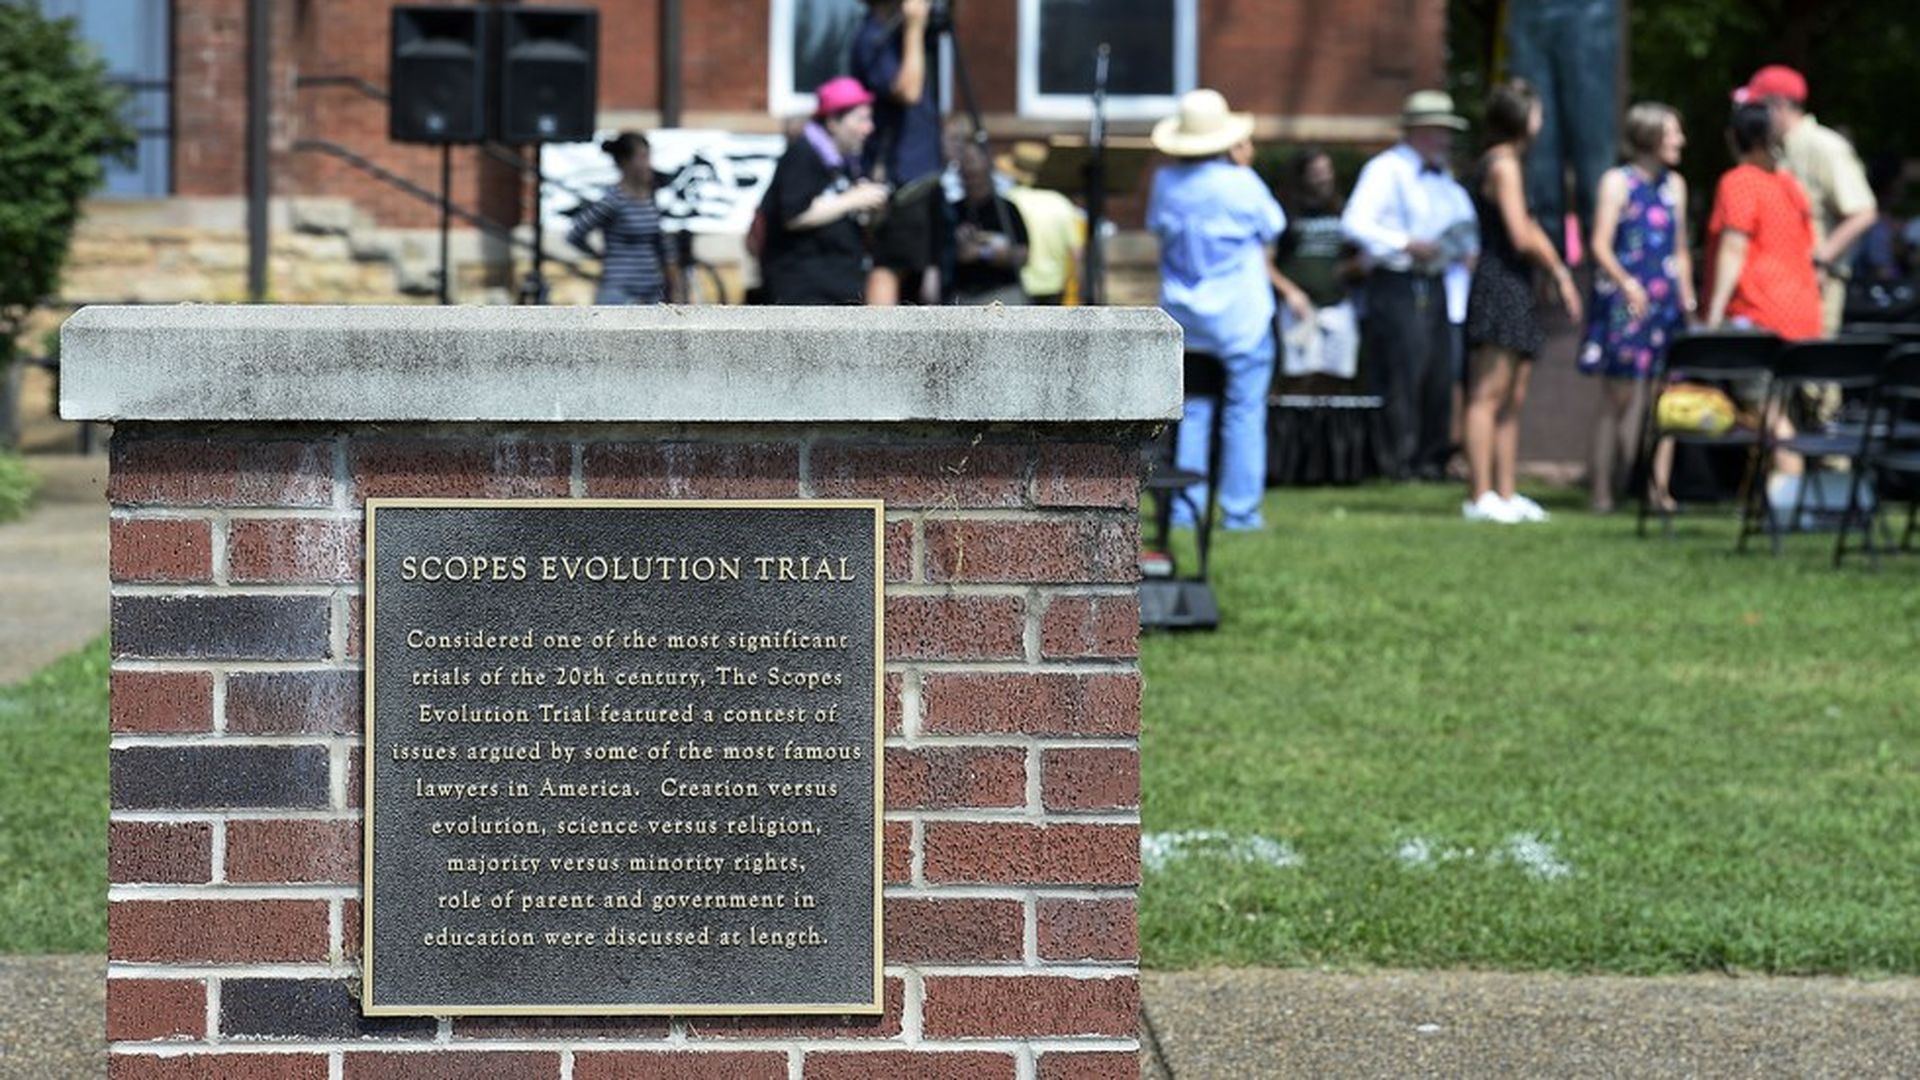 SCOPES EVOLUTION TRIAL
Considered one of the most significant
trials of the 20th century, The Scopes
Evolution Trial featured a contest of
issues argued by some of the most famous
lawyers in America. Creation versus
evolution, science versus religion,
majority versus minority rights,
role of parent and government in
education were discussed at length.